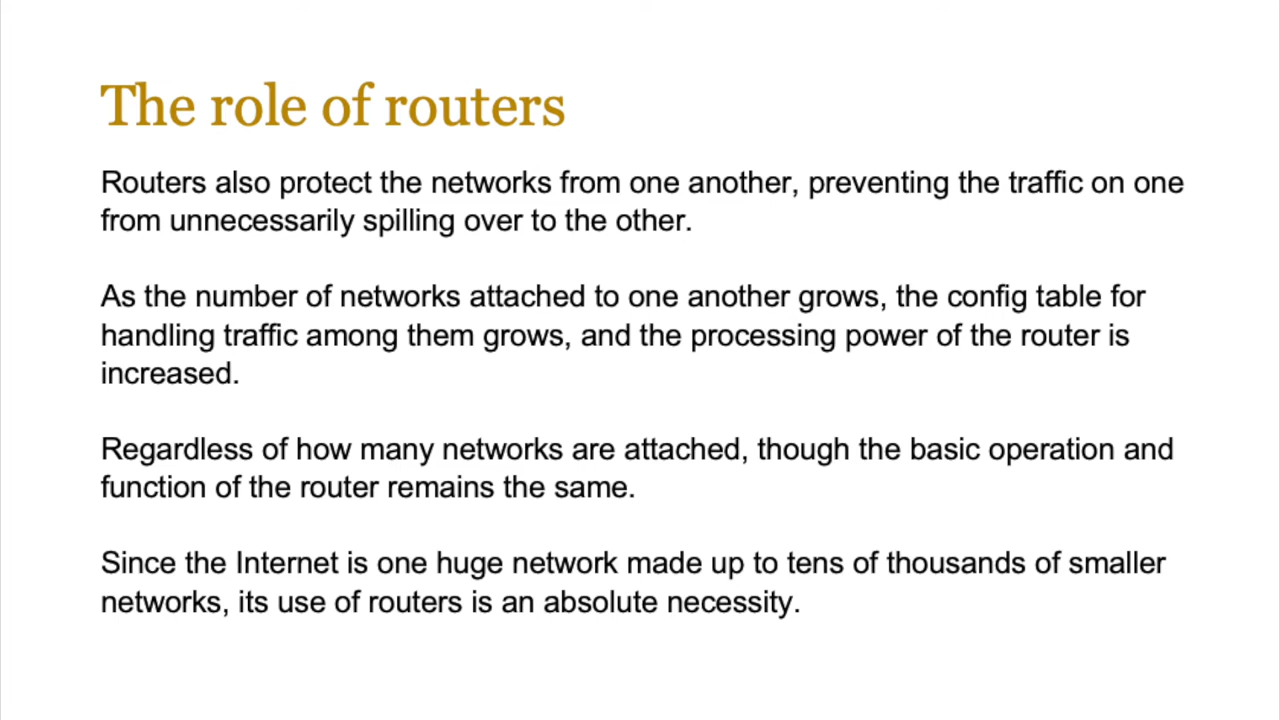 The role of routers
Routers also protect the networks from one another, preventing the traffic on one
from unnecessarily spilling over to the other.
As the number of networks attached to one another grows, the config table for
handling traffic among them grows, and the processing power of the router is
increased.
Regardless of how many networks are attached, though the basic operation and
function of the router remains the same.
Since the Internet is one huge network made up to tens of thousands of smaller
networks, its use of routers is an absolute necessity.